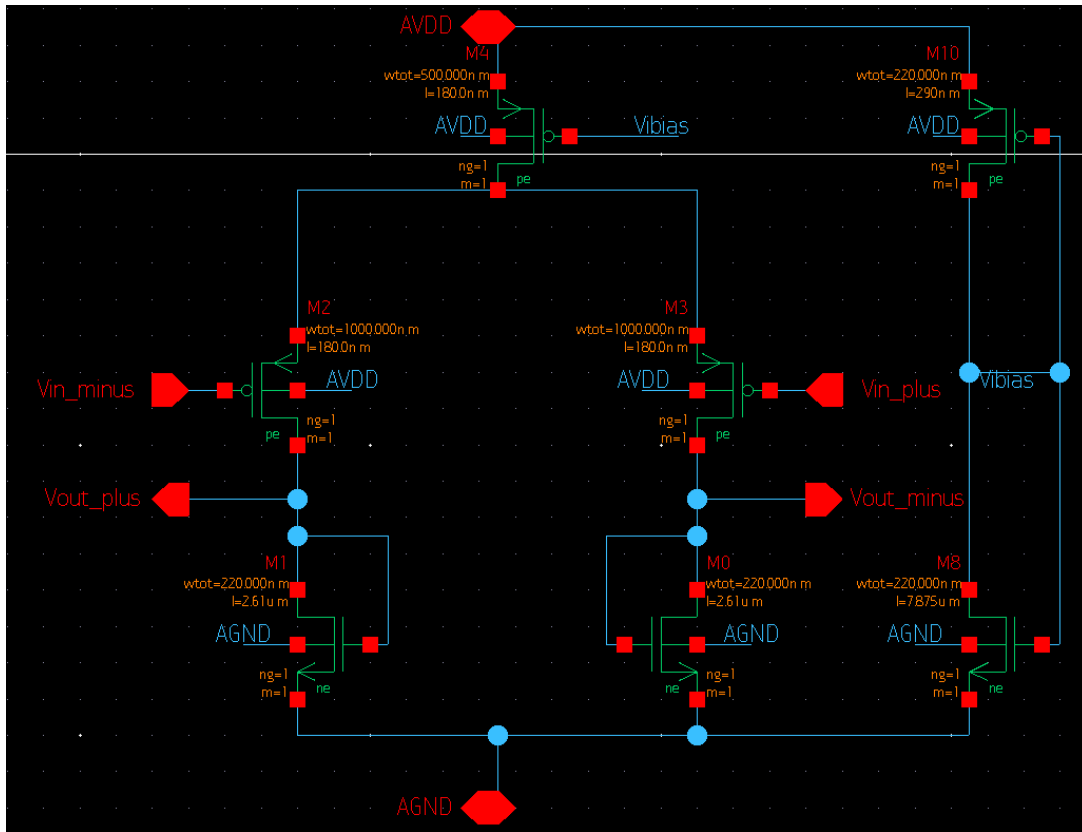 AVDD
M4
wtot=500.000n m
l=180.0n m
AVDD
Vibias
ng=1
m=1
pe
M10
wtot=220.000n m
l=290n m
AVDD
ng=1
m=1
pe
M2
wtot=1000.000n m
l=180.0n m
Vin_minus
AVDD
ng=1
m=1
pe
M3
wtot=1000.000n m
l=180.0n m
AVDD
Vin_plus
ng=1
m=1
pe
Vibias
Vout_plus
Vout_minus
M1
wtot=220.000n m
l=2.61u m
AGND
ng=1
m=1
ne
M0
wtot=220.000n m
l=2.61u m
AGND
ng=1
m=1
ne
M8
wtot=220.000n m
l=7.875u m
AGND
ng=1
m=1
ne
AGND